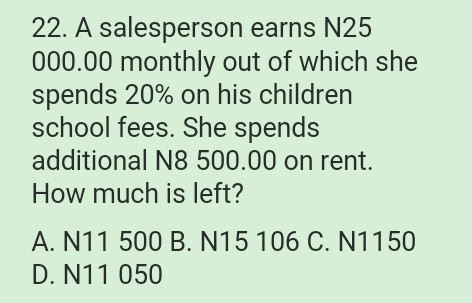 22. A salesperson earns N25
000.00 monthly out of which she
spends 20% on his children
school fees. She spends
additional N8 500.00 on rent.
How much is left?
A. N11 500 B. N15 106 C. N1150
D. N11 050